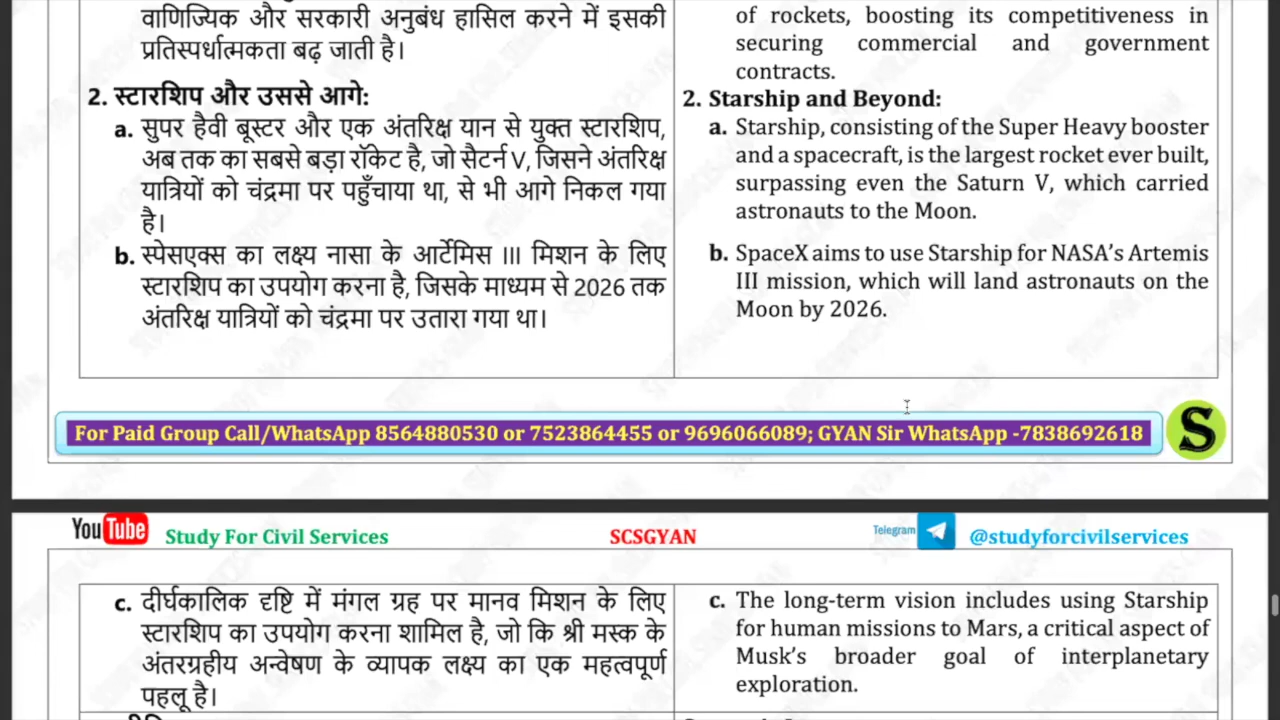 वाणिज्यिक और सरकारी अनुबंध हासिल करने में इसकी
प्रतिस्पर्धात्मकता बढ़ जाती है।
2. स्टारशिप और उससे आगे:
a. सुपर हैवी बूस्टर और एक अंतरिक्ष यान से युक्त स्टारशिप,
अब तक का सबसे बड़ा रॉकेट है, जो सैटर्न V, जिसने अंतरिक्ष
यात्रियों को चंद्रमा पर पहुँचाया था, से भी आगे निकल गया
है।
b. स्पेसएक्स का लक्ष्य नासा के आर्टेमिस III मिशन के लिए
स्टारशिप का उपयोग करना है, जिसके माध्यम से 2026 तक
अंतरिक्ष यात्रियों को चंद्रमा पर उतारा गया था।
of rockets, boosting its competitiveness in
securing commercial and government
contracts.
2. Starship and Beyond:
a. Starship, consisting of the Super Heavy booster
and a spacecraft, is the largest rocket ever built,
surpassing even the Saturn V, which carried
astronauts to the Moon.
b. SpaceX aims to use Starship for NASA’s Artemis
III mission, which will land astronauts on the
Moon by 2026.
For Paid Group Call/WhatsApp 8564880530 or 7523864455 or 9696066089; GYAN Sir WhatsApp -7838692618
S
YouTube Study For Civil Services SCSGYAN Telegram @studyforcivilservices
c. दीर्घकालिक दृष्टि में मंगल ग्रह पर मानव मिशन के लिए
स्टारशिप का उपयोग करना शामिल है, जो कि श्री मस्क के
अंतरग्रहीय अन्वेषण के व्यापक लक्ष्य का एक महत्वपूर्ण
पहलू है।
c. The long-term vision includes using Starship
for human missions to Mars, a critical aspect of
Musk’s broader goal of interplanetary
exploration.